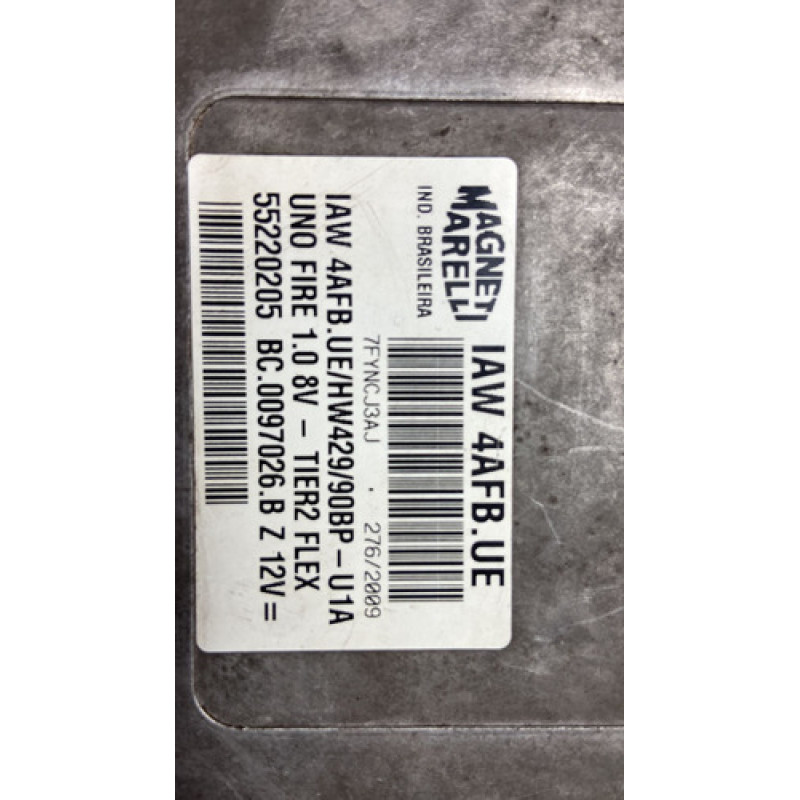 MAGNETI
MARELLI
IAW 4AFB.UE
IND. BRASILEIRA
7FYNCJ3AJ . 276/2009
IAW 4AFB.UE/HW429/90BP-U1A
UNO FIRE 1.0 8V - TIER2 FLEX
55220205 BC.0097026.B Z 12V=